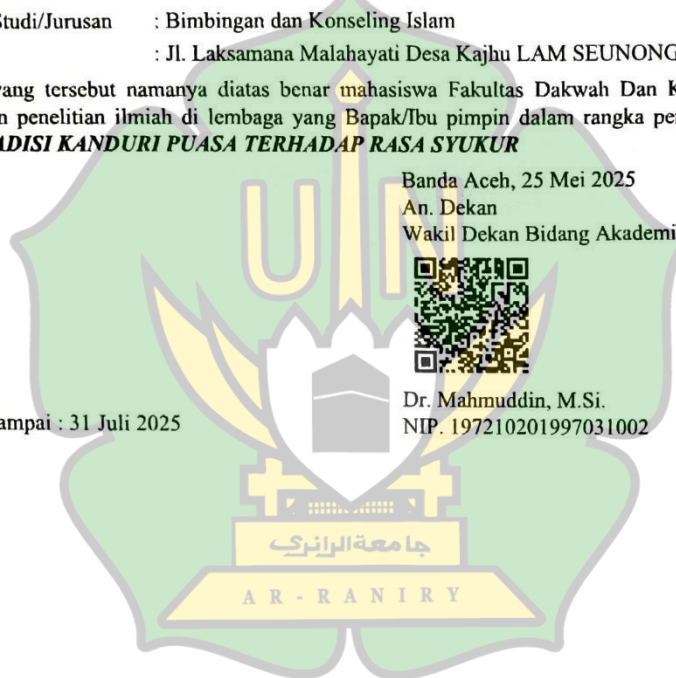 Studi/Jurusan : Bimbingan dan Konseling Islam
: Jl. Laksamana Malahayati Desa Kajhu LAM SEUNONG
yang tersebut namanya diatas benar mahasiswa Fakultas Dakwah Dan K
n penelitian ilmiah di lembaga yang Bapak/Ibu pimpin dalam rangka pe
ADISI KANDURI PUASA TERHADAP RASA SYUKUR
Banda Aceh, 25 Mei 2025
An. Dekan
Wakil Dekan Bidang Akademi
UIN
ampai : 31 Juli 2025
Dr. Mahmuddin, M.Si.
NIP. 197210201997031002
جامعة الرانري
AR-RANIRY